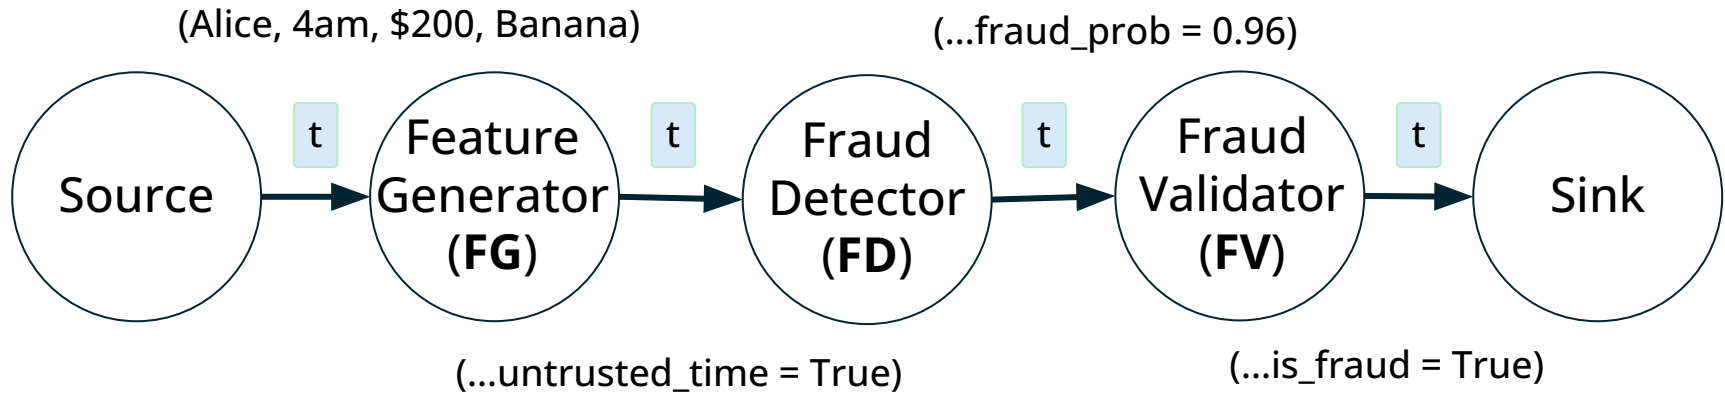 (Alice, 4am, $200, Banana)
(...fraud_prob = 0.96)
Source
t
Feature
Generator
(FG)
t
Fraud
Detector
(FD)
t
Fraud
Validator
(FV)
t
Sink
(...untrusted_time = True)
(...is_fraud = True)